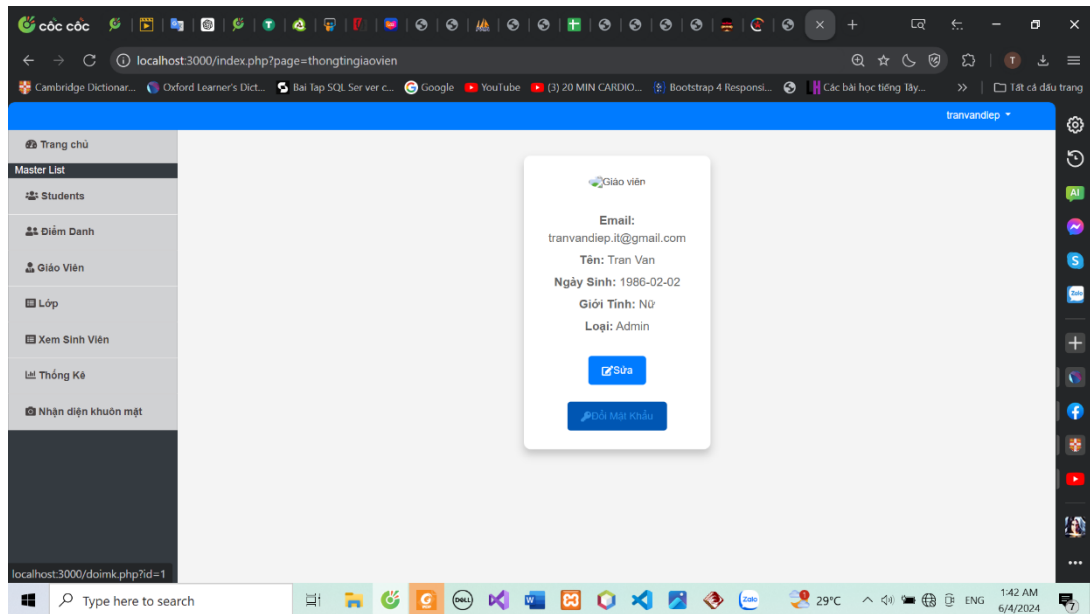 cốc cốc
localhost:3000/index.php?page=thongtingiaovien
Cambridge Dictionar...
Oxford Learner's Dict...
Bai Tap SQL Ser ver c...
Google
YouTube
(3) 20 MIN CARDIO...
Bootstrap 4 Responsi...
Các bài học tiếng Tây...
Tất cả dấu trang
tranvandiep
Trang chủ
Master List
Students
Điểm Danh
Giáo Viên
Lớp
Xem Sinh Viên
Thống Kê
Nhận diện khuôn mặt
Giáo viên
Email:
tranvandiep.it@gmail.com
Tên: Tran Van
Ngày Sinh: 1986-02-02
Giới Tính: Nữ
Loại: Admin
Sửa
Đổi Mật Khẩu
localhost:3000/doimk.php?id=1
Type here to search
DELL
Zalo
29°C
ENG
1:42 AM
6/4/2024